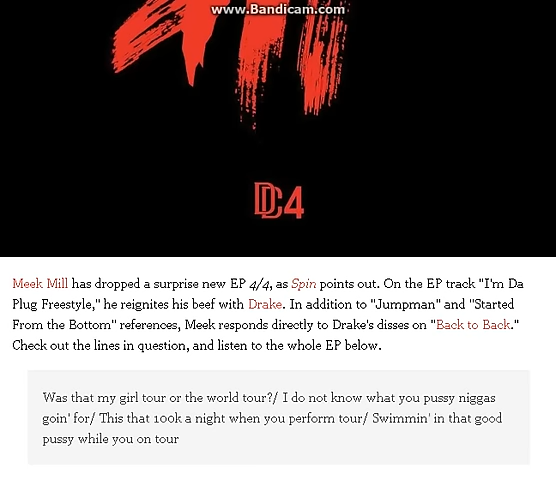 www.Bandicam.com
DC4
Meek Mill has dropped a surprise new EP 4/4, as Spin points out. On the EP track "I'm Da
Plug Freestyle," he reignites his beef with Drake. In addition to "Jumpman" and "Started
From the Bottom" references, Meek responds directly to Drake's disses on "Back to Back."
Check out the lines in question, and listen to the whole EP below.
Was that my girl tour or the world tour?/ I do not know what you pussy niggas
goin' for/ This that 100k a night when you perform tour/ Swimmin' in that good
pussy while you on tour